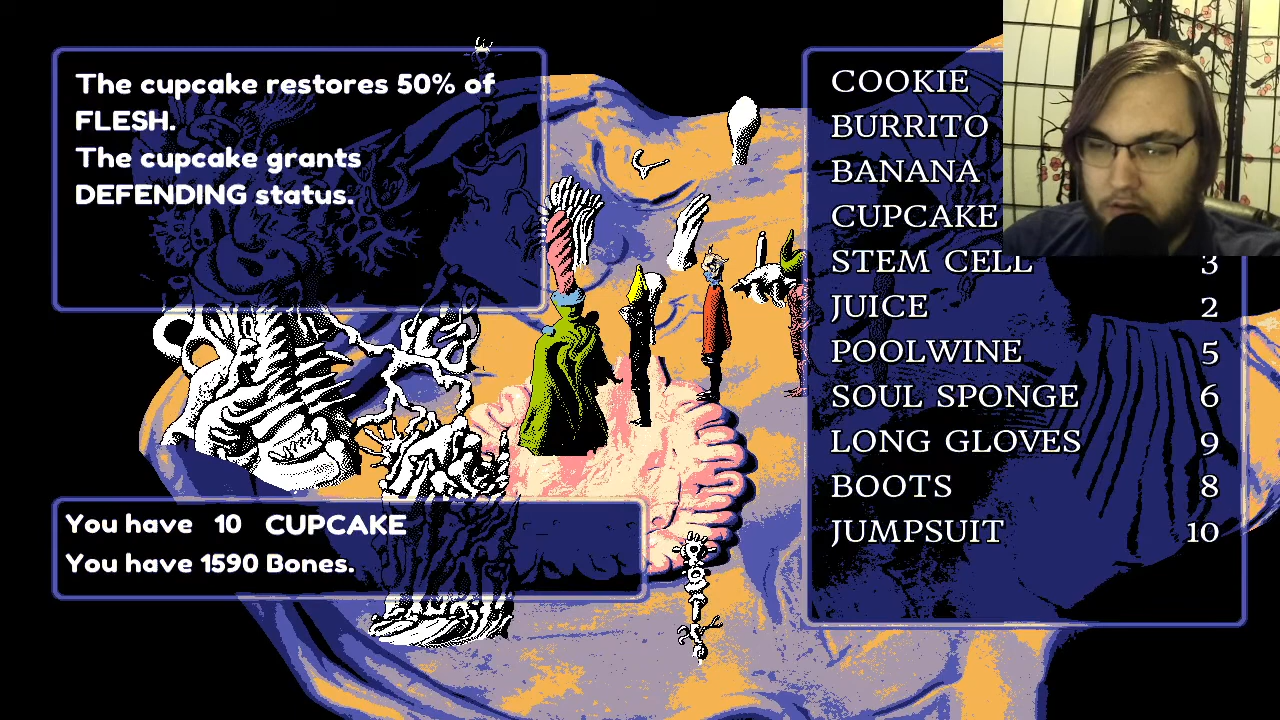 The cupcake restores 50% of
FLESH.
The cupcake grants
DEFENDING status.
You have 10 CUPCAKE
You have 1590 Bones.
COOKIE
BURRITO
BANANA
CUPCAKE
STEM CELL 3
JUICE 2
POOLWINE 5
SOUL SPONGE 6
LONG GLOVES 9
BOOTS 8
JUMPSUIT 10